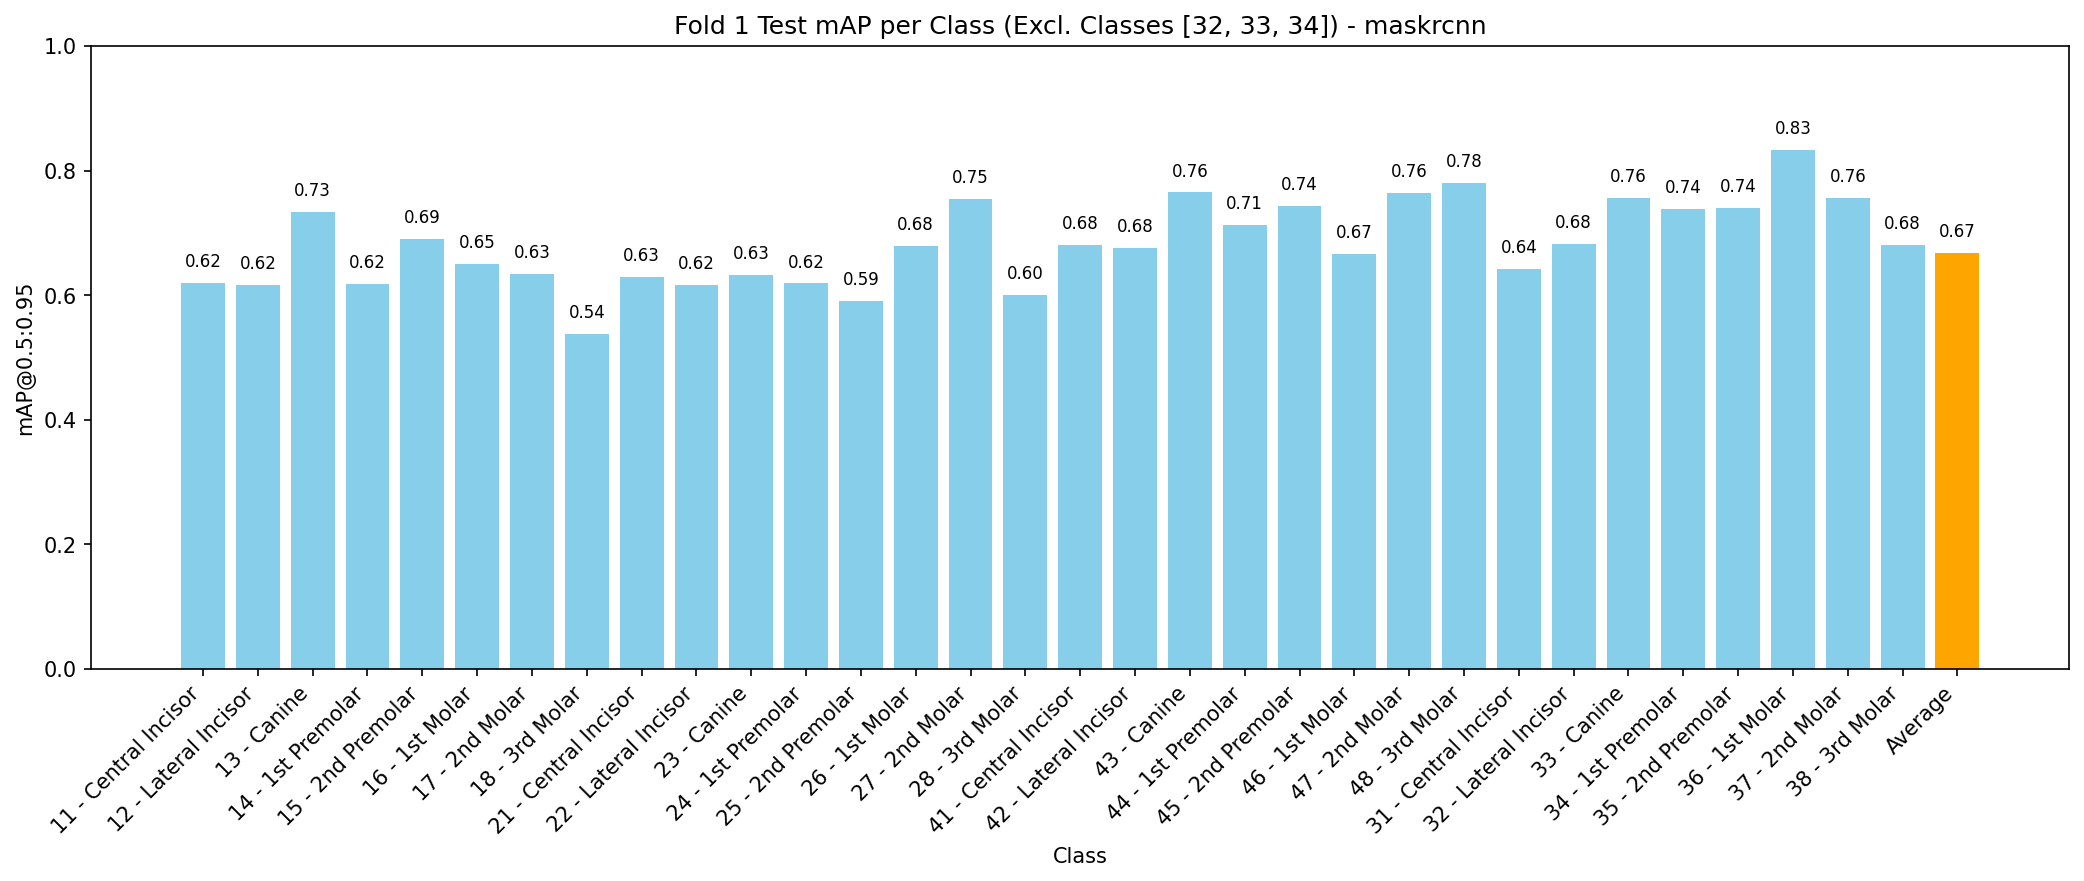 Fold 1 Test mAP per Class (Excl. Classes [32, 33, 34]) - maskrcnn
mAP@0.5:0.95
1.0
0.8
0.6
0.4
0.2
0.0
0.62
0.62
0.73
0.62
0.69
0.65
0.63
0.54
0.63
0.62
0.63
0.62
0.59
0.68
0.75
0.60
0.68
0.68
0.76
0.71
0.74
0.67
0.76
0.78
0.64
0.68
0.76
0.74
0.74
0.83
0.76
0.68
0.67
11 - Central Incisor
12 - Lateral Incisor
13 - Canine
14 - 1st Premolar
15 - 2nd Premolar
16 - 1st Molar
17 - 2nd Molar
18 - 3rd Molar
21 - Central Incisor
22 - Lateral Incisor
23 - Canine
24 - 1st Premolar
25 - 2nd Premolar
26 - 1st Molar
27 - 2nd Molar
28 - 3rd Molar
41 - Central Incisor
42 - Lateral Incisor
43 - Canine
44 - 1st Premolar
45 - 2nd Premolar
46 - 1st Molar
47 - 2nd Molar
48 - 3rd Molar
31 - Central Incisor
32 - Lateral Incisor
33 - Canine
34 - 1st Premolar
35 - 2nd Premolar
36 - 1st Molar
37 - 2nd Molar
38 - 3rd Molar
Average
Class